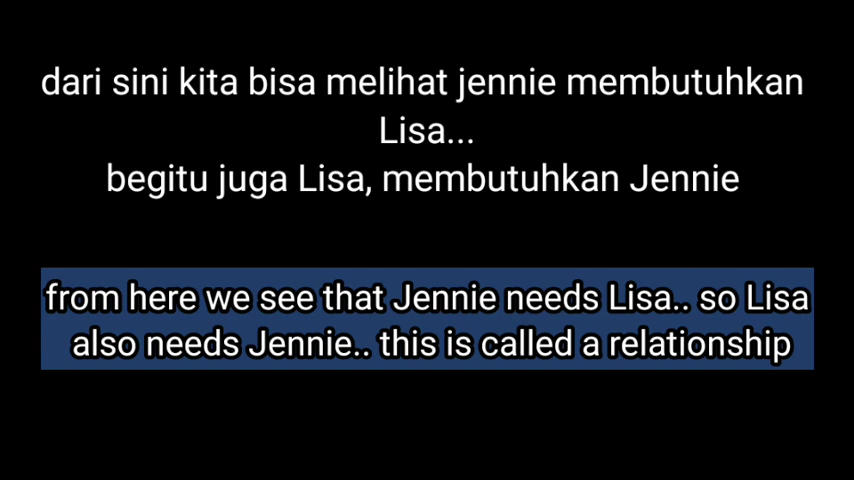 dari sini kita bisa melihat jennie membutuhkan
Lisa...
begitu juga Lisa, membutuhkan Jennie
from here we see that Jennie needs Lisa.. so Lisa
also needs Jennie.. this is called a relationship